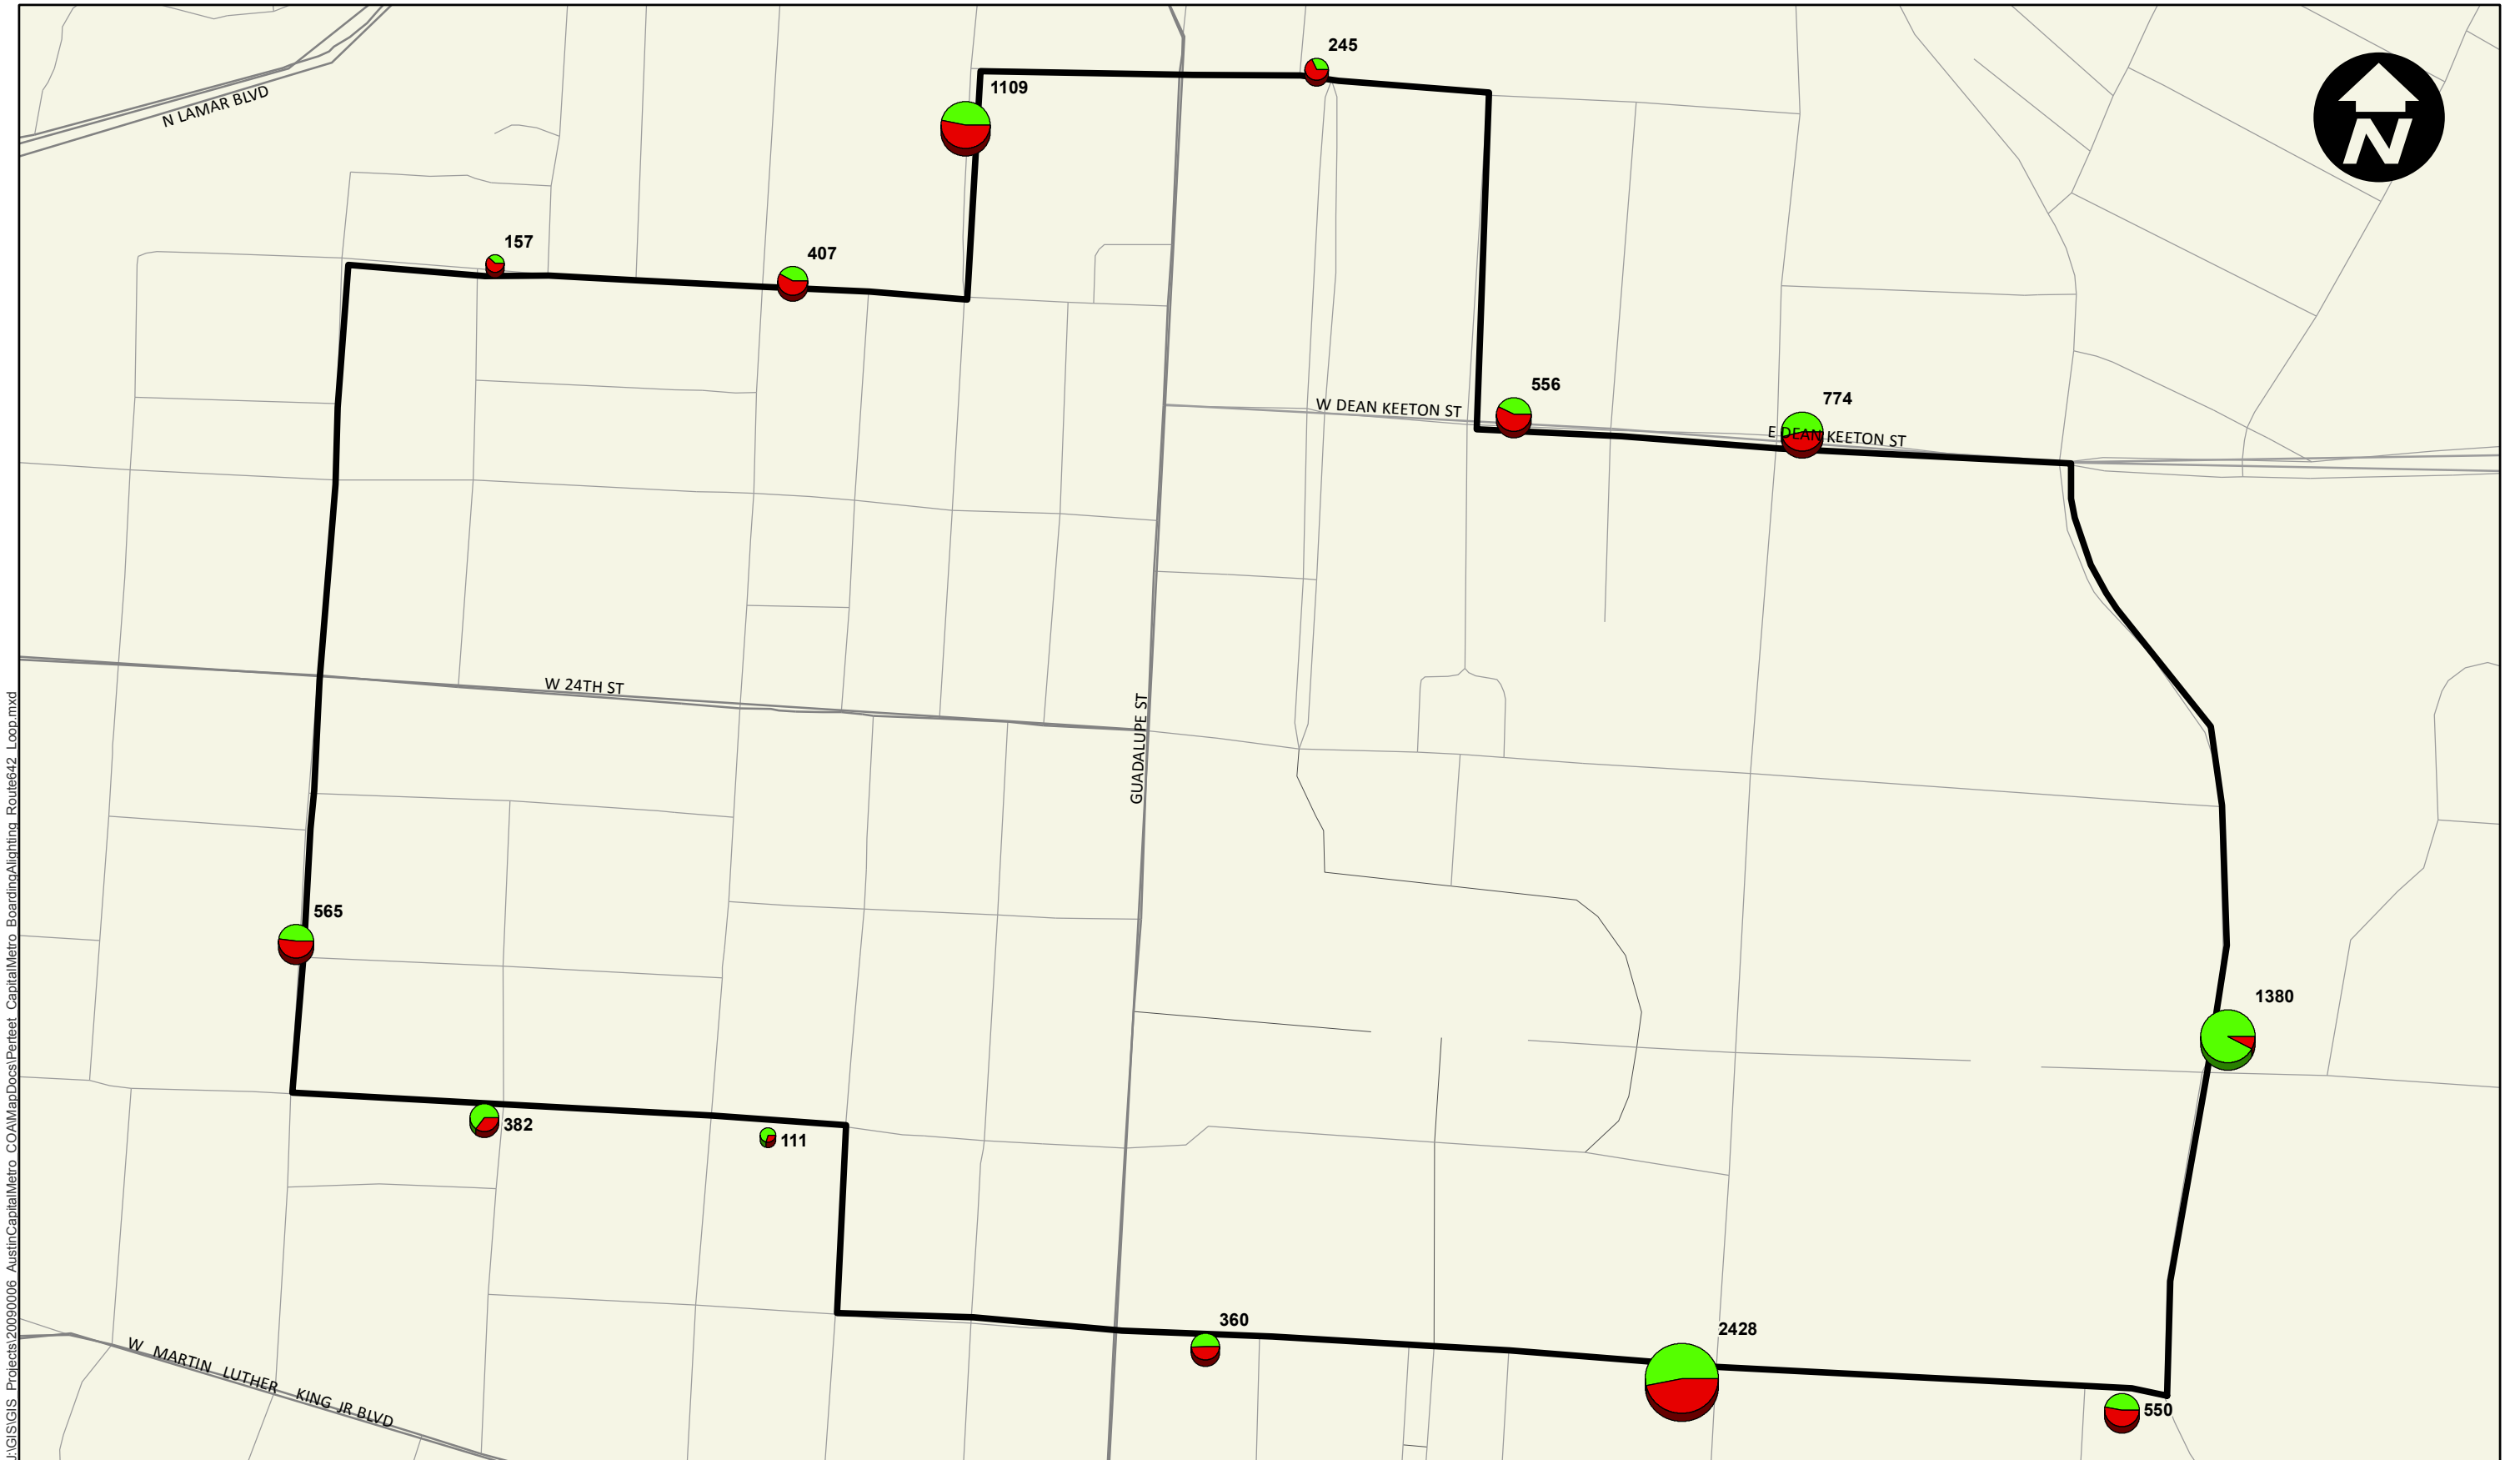 245
1109
N LAMAR BLVD
N
157
407
556
W DEAN KEETON ST
774
E DEAN KEETON ST
W 24TH ST
GUADALUPE ST
565
1380
382
111
360
2428
W MARTIN LUTHER KING JR BLVD
550
J:\GIS\GIS_Projects\20090006_AustinCapitalMetro_COA\MapDocs\Perteet_CapitalMetro_BoardingAlighting_Route642_Loop.mxd